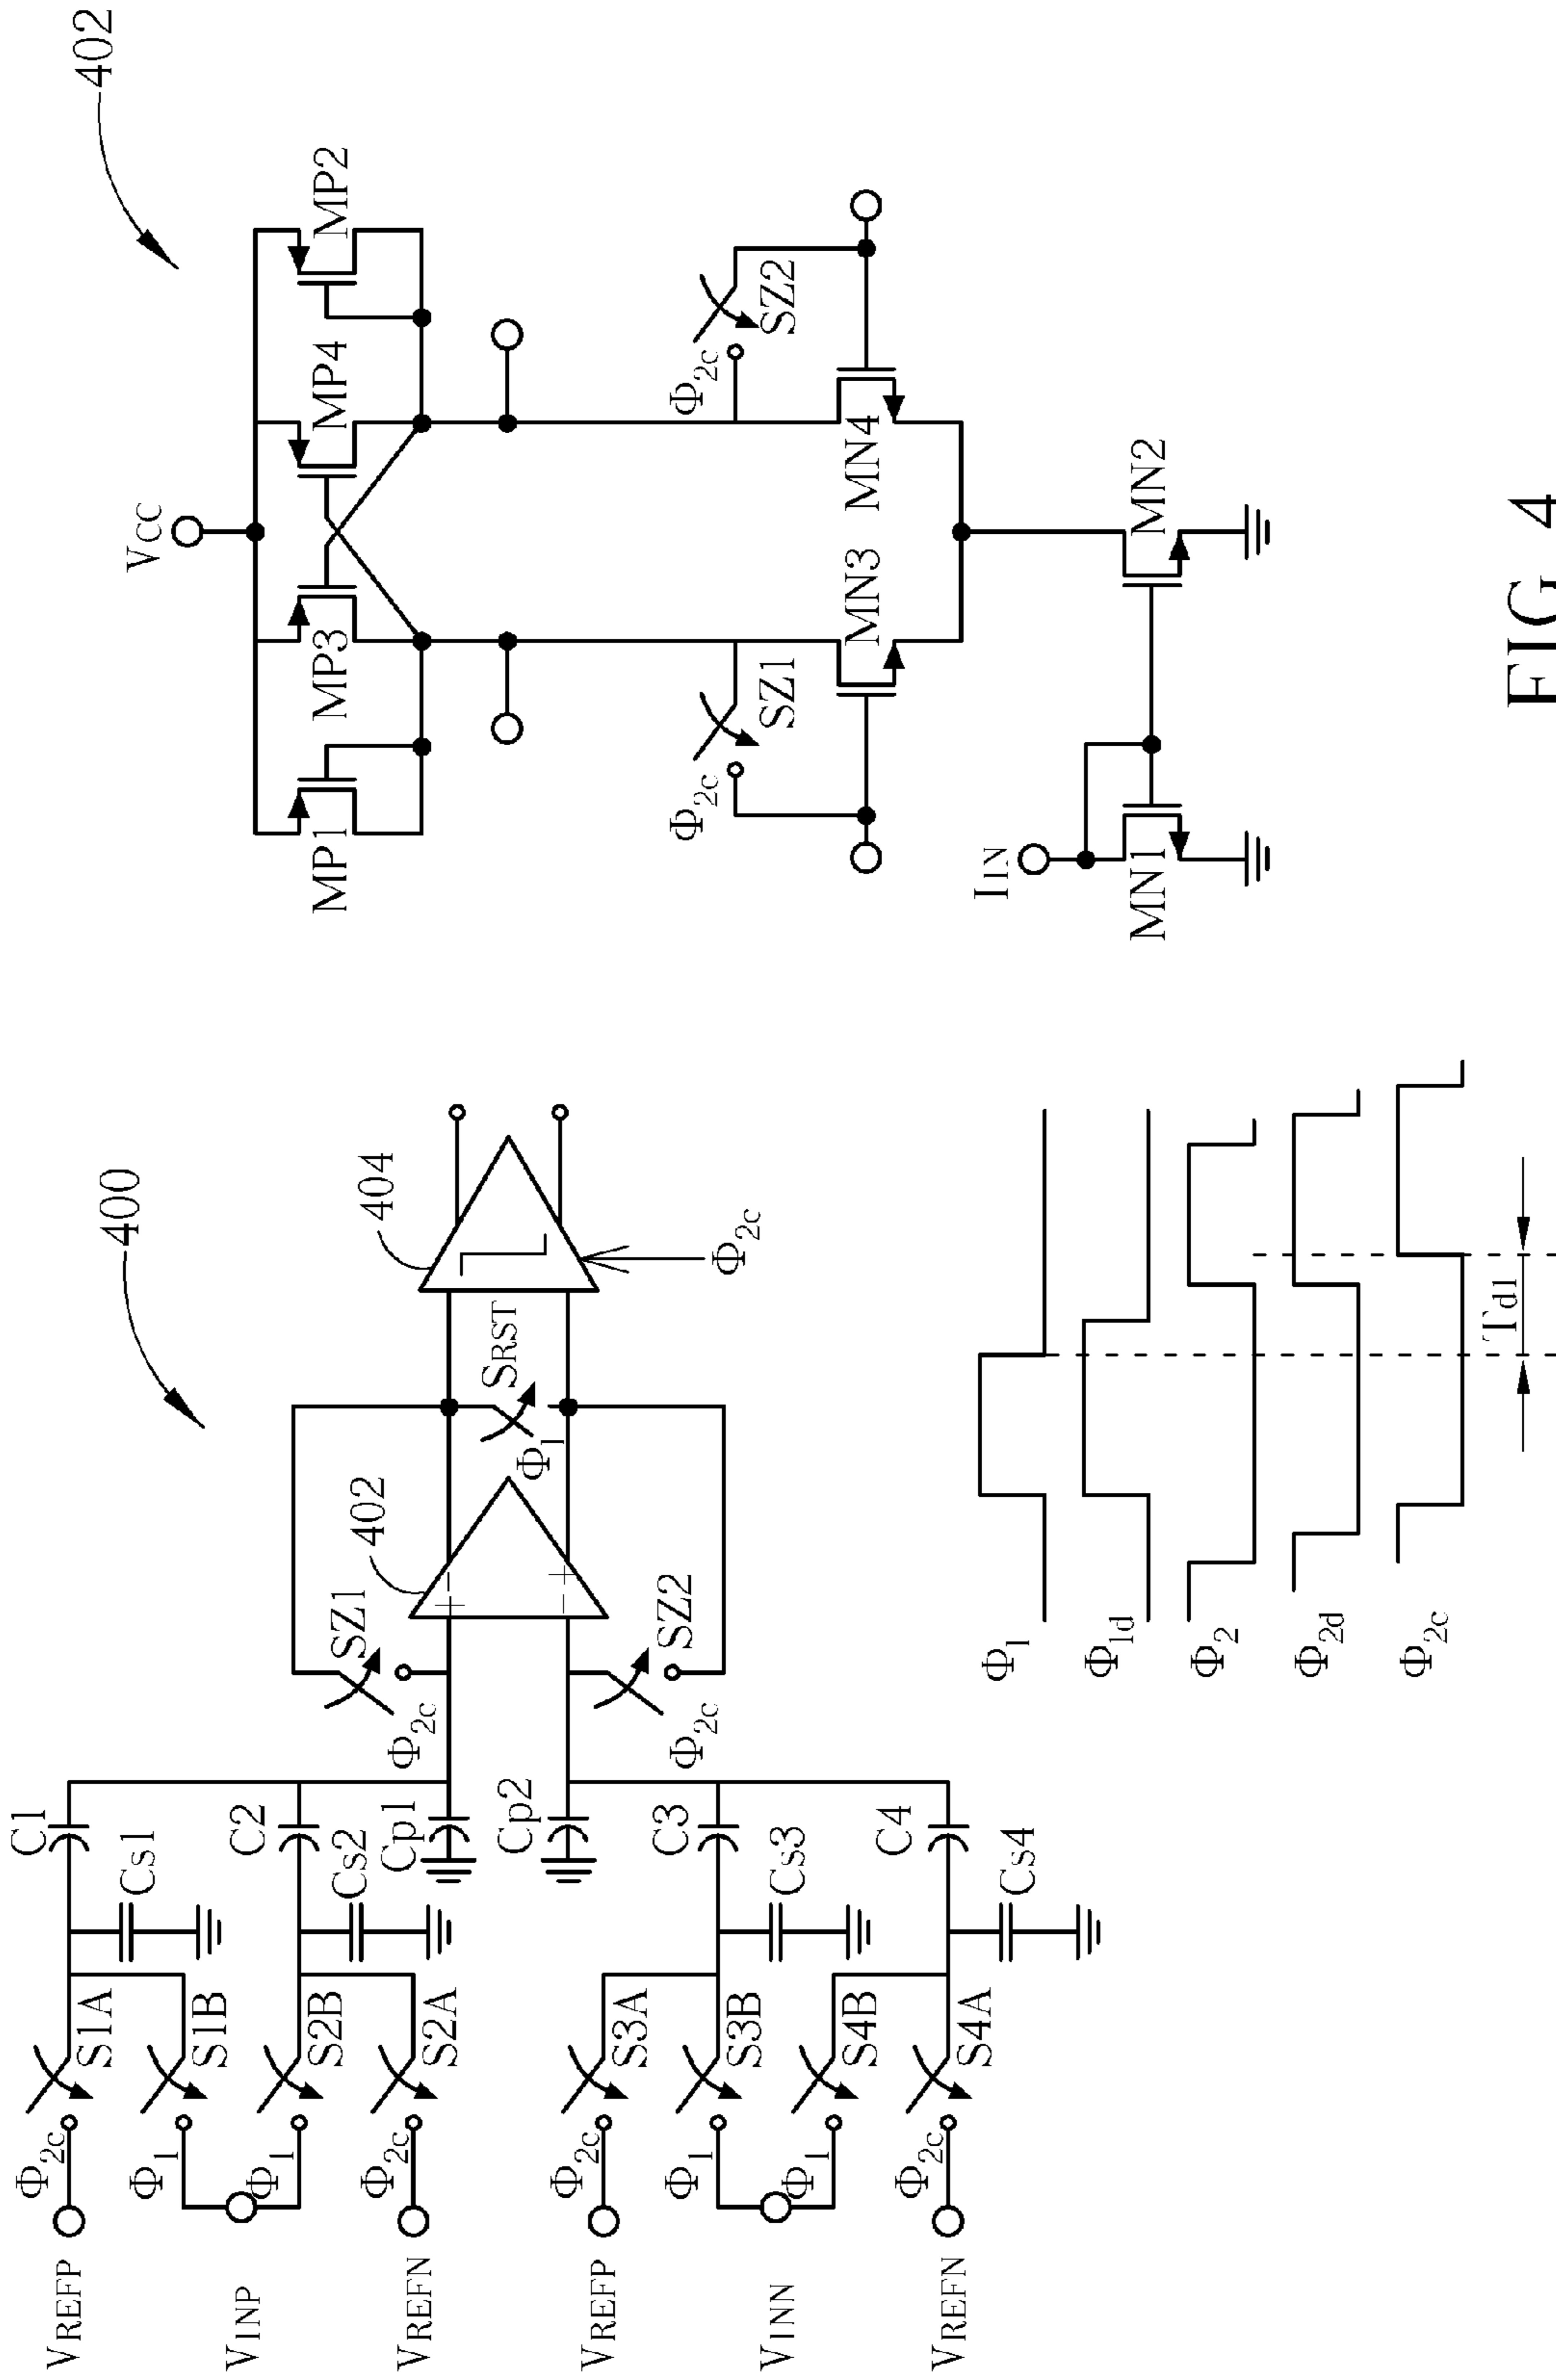 400
402
VREFP
Φ2c
S1A
C1
Cs1
Φ1
S1B
VINP
Φ1
S2B
C2
Cs2
VREFN
Φ2c
S2A
Cp1
Cp2
VREFP
Φ2c
S3A
C3
Cs3
Φ1
S3B
VINN
Φ1
S4B
C4
Cs4
VREFN
Φ2c
S4A
Φ2c
SZ1
402
+ −
− +
Φ2c
SZ2
Φ1
SRST
404
Φ2c
VCC
MP1
MP3
MP4
MP2
Φ2c
SZ1
Φ2c
SZ2
MN3
MN4
IIN
MN1
MN2
Φ1
Φ1d
Φ2
Φ2d
Φ2c
Td1
FIG 4